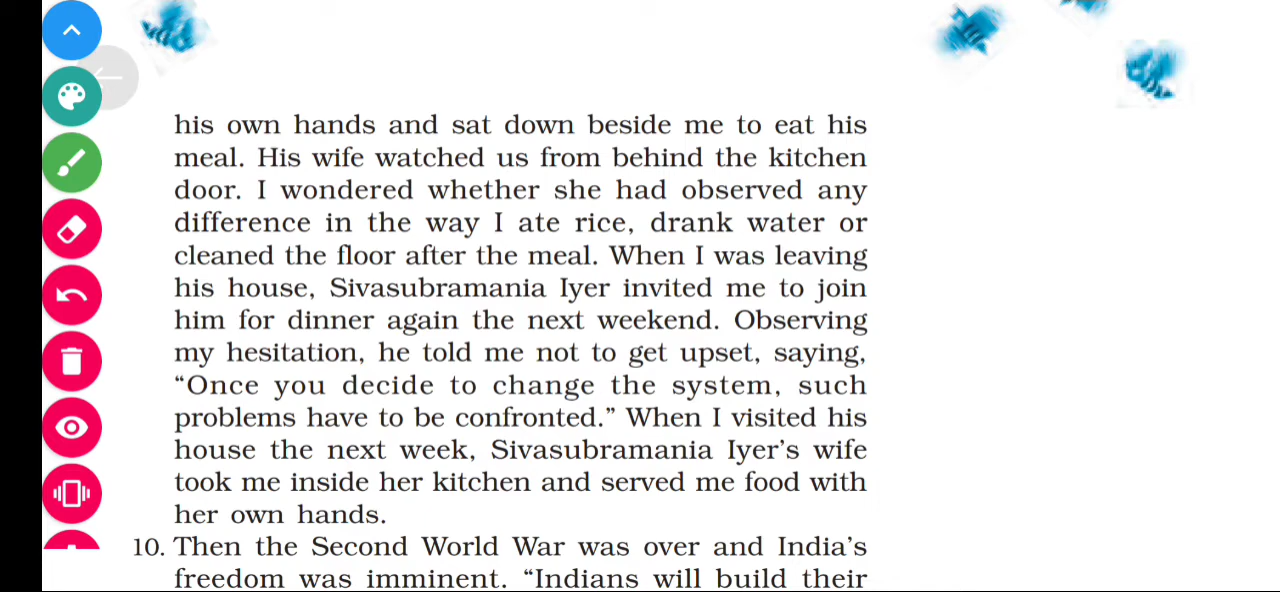 his own hands and sat down beside me to eat his
meal. His wife watched us from behind the kitchen
door. I wondered whether she had observed any
difference in the way I ate rice, drank water or
cleaned the floor after the meal. When I was leaving
his house, Sivasubramania Iyer invited me to join
him for dinner again the next weekend. Observing
my hesitation, he told me not to get upset, saying,
“Once you decide to change the system, such
problems have to be confronted.” When I visited his
house the next week, Sivasubramania Iyer’s wife
took me inside her kitchen and served me food with
her own hands.
10. Then the Second World War was over and India’s
freedom was imminent. “Indians will build their